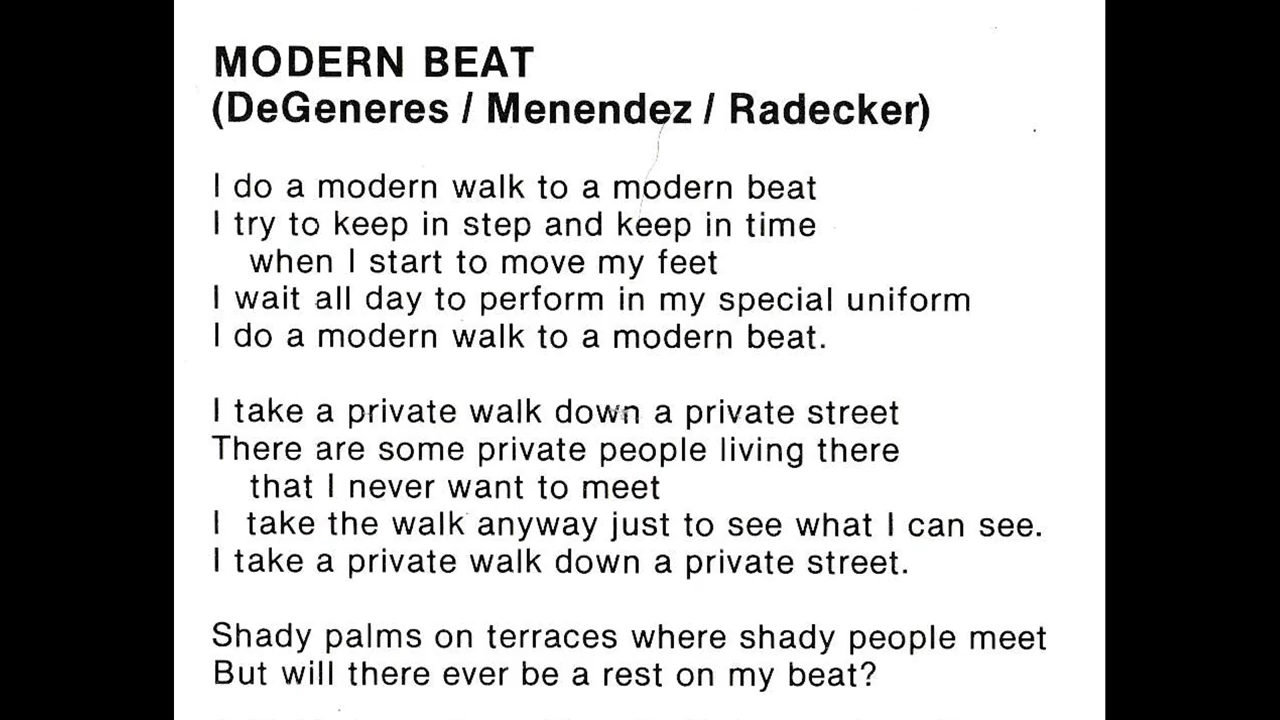 MODERN BEAT
(DeGeneres / Menendez / Radecker)
I do a modern walk to a modern beat
I try to keep in step and keep in time
when I start to move my feet
I wait all day to perform in my special uniform
I do a modern walk to a modern beat.
I take a private walk down a private street
There are some private people living there
that I never want to meet
I take the walk anyway just to see what I can see.
I take a private walk down a private street.
Shady palms on terraces where shady people meet
But will there ever be a rest on my beat?